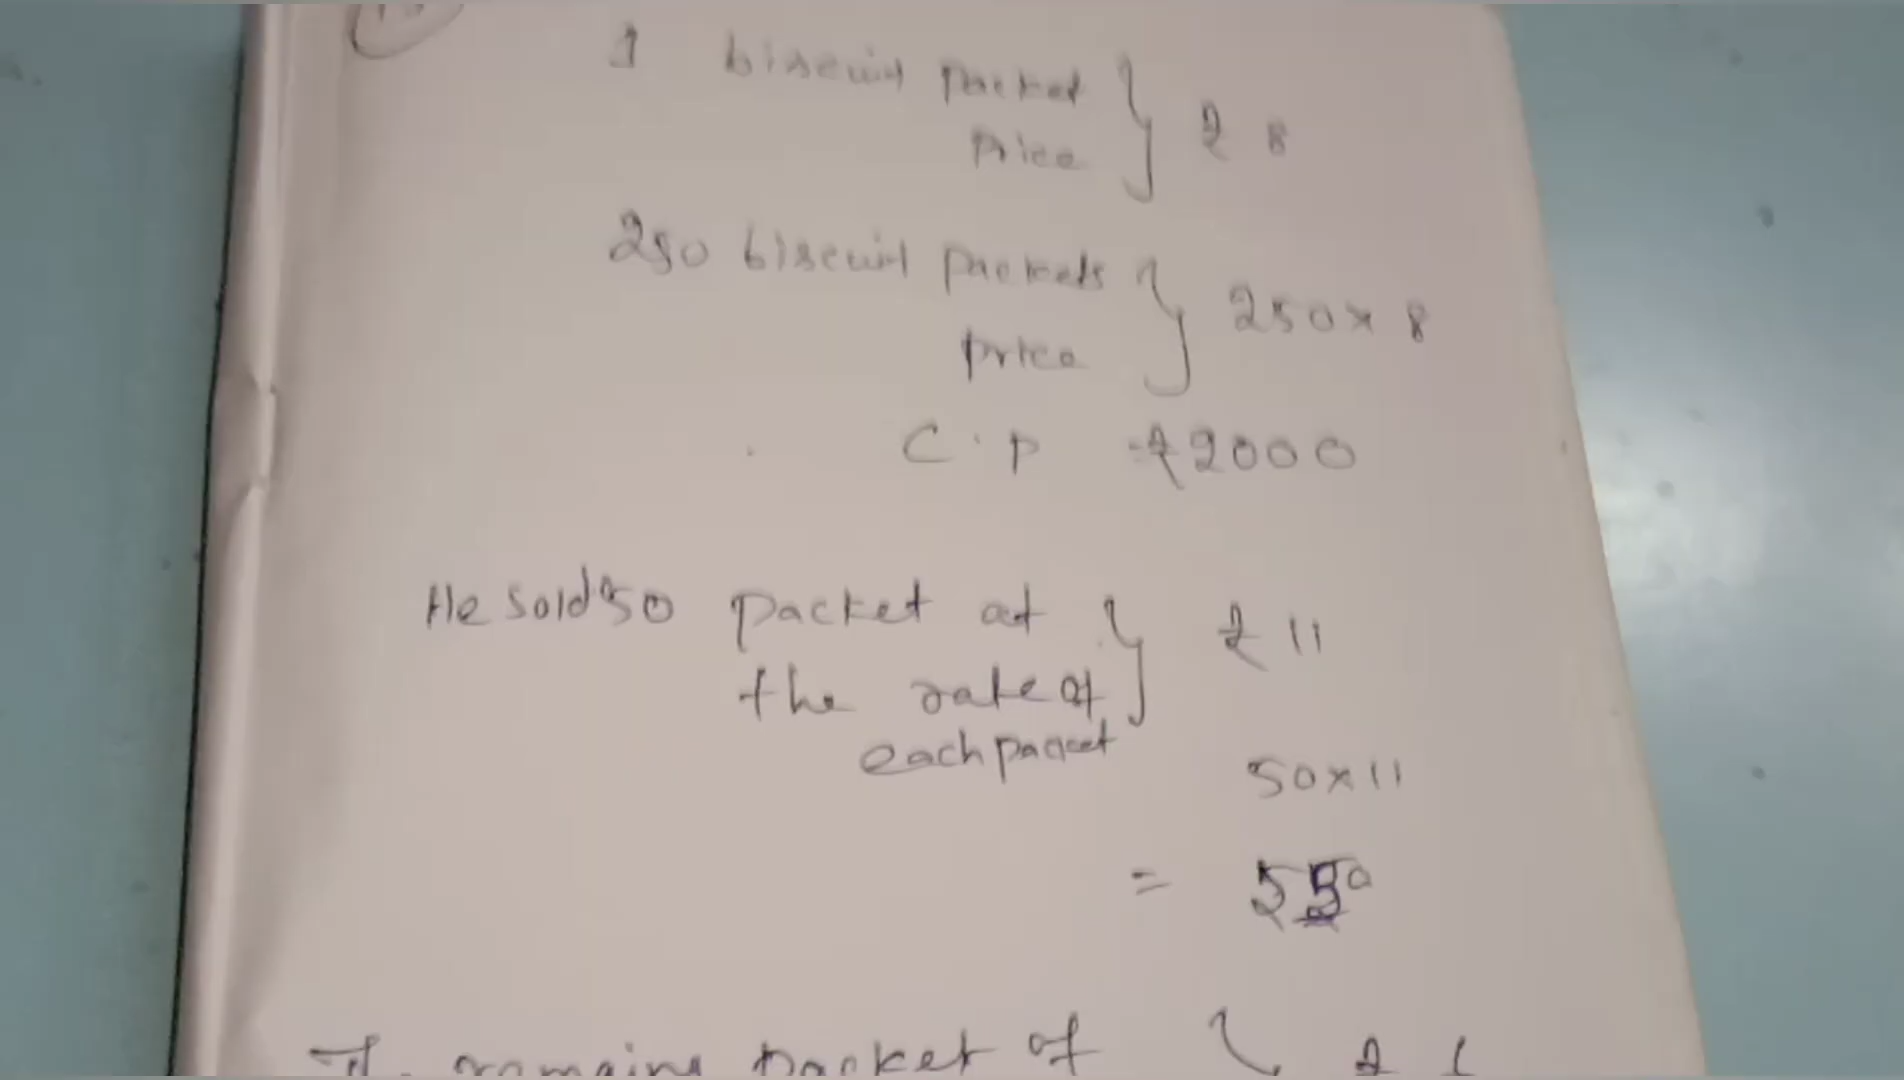 1 biscuit packet
price } ₹ 8
250 biscuit packets
price } 250 x 8
C.P = ₹ 2000
He sold 50 packet at
the rate of } ₹ 11
each packet
50 x 11
= 550
remains packet of